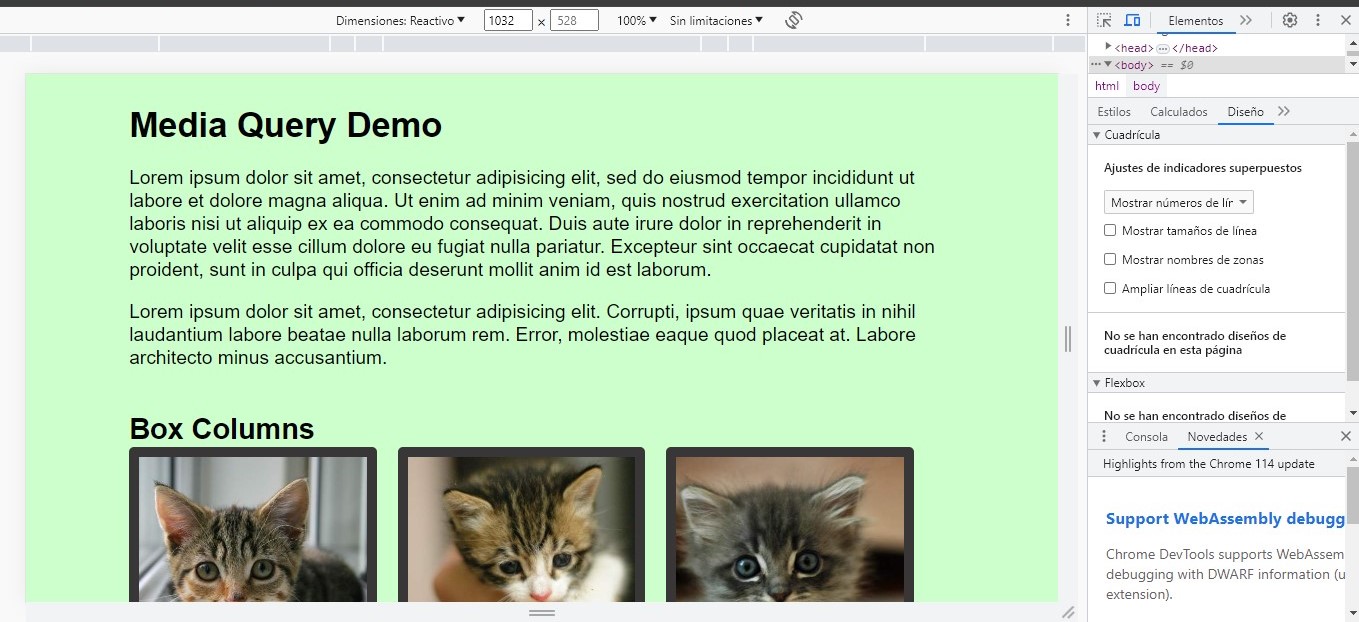 Dimensiones: Reactivo
1032 x 528
100%
Sin limitaciones
Elementos
<head> </head>
<body> == $0
html body
Estilos Calculados Diseño
Cuadrícula
Ajustes de indicadores superpuestos
Mostrar números de
Mostrar tamaños de línea
Mostrar nombres de zonas
Ampliar líneas de cuadrícula
No se han encontrado diseños de
cuadrícula en esta página
Flexbox
No se han encontrado diseños de
Consola Novedades
Highlights from the Chrome 114 update
Support WebAssembly debugg
Chrome DevTools supports WebAssem
debugging with DWARF information (u
extension).
Media Query Demo
Lorem ipsum dolor sit amet, consectetur adipisicing elit, sed do eiusmod tempor incididunt ut
labore et dolore magna aliqua. Ut enim ad minim veniam, quis nostrud exercitation ullamco
laboris nisi ut aliquip ex ea commodo consequat. Duis aute irure dolor in reprehenderit in
voluptate velit esse cillum dolore eu fugiat nulla pariatur. Excepteur sint occaecat cupidatat non
proident, sunt in culpa qui officia deserunt mollit anim id est laborum.
Lorem ipsum dolor sit amet, consectetur adipisicing elit. Corrupti, ipsum quae veritatis in nihil
laudantium labore beatae nulla laborum rem. Error, molestiae eaque quod placeat at. Labore
architecto minus accusantium.
Box Columns